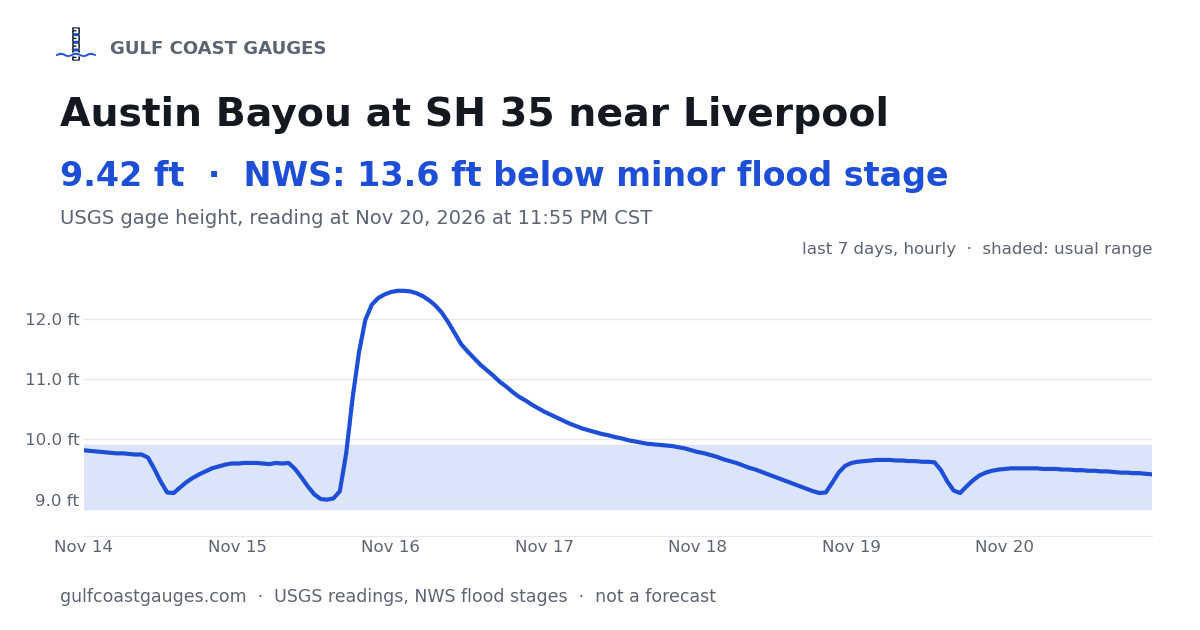 GULF COAST GAUGES
Austin Bayou at SH 35 near Liverpool
9.42 ft · NWS: 13.6 ft below minor flood stage
USGS gage height, reading at Nov 20, 2026 at 11:55 PM CST
last 7 days, hourly · shaded: usual range
12.0 ft
11.0 ft
10.0 ft
9.0 ft
Nov 14 Nov 15 Nov 16 Nov 17 Nov 18 Nov 19 Nov 20
gulfcoastgauges.com · USGS readings, NWS flood stages · not a forecast